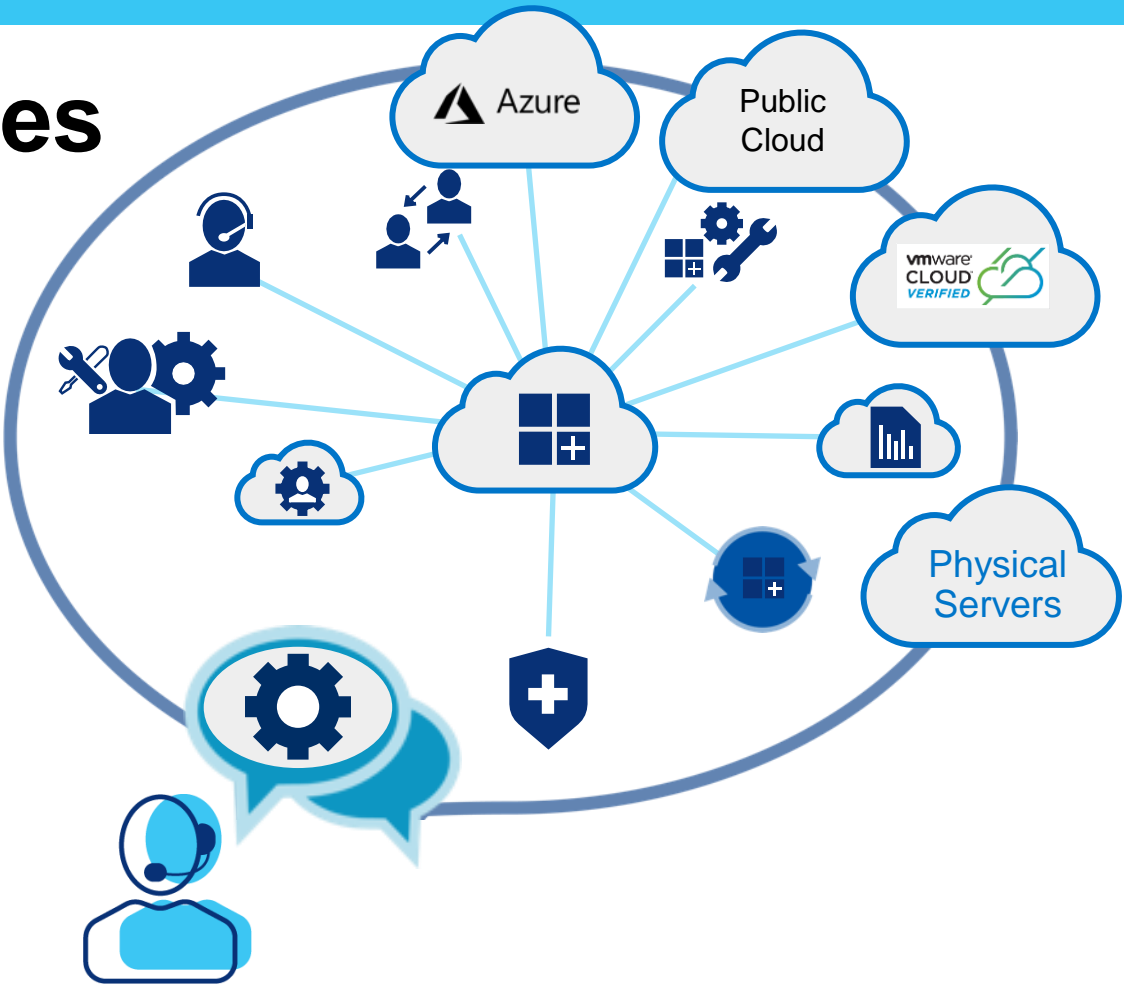 es
Azure
Public
Cloud
vmware
CLOUD
VERIFIED
Physical
Servers